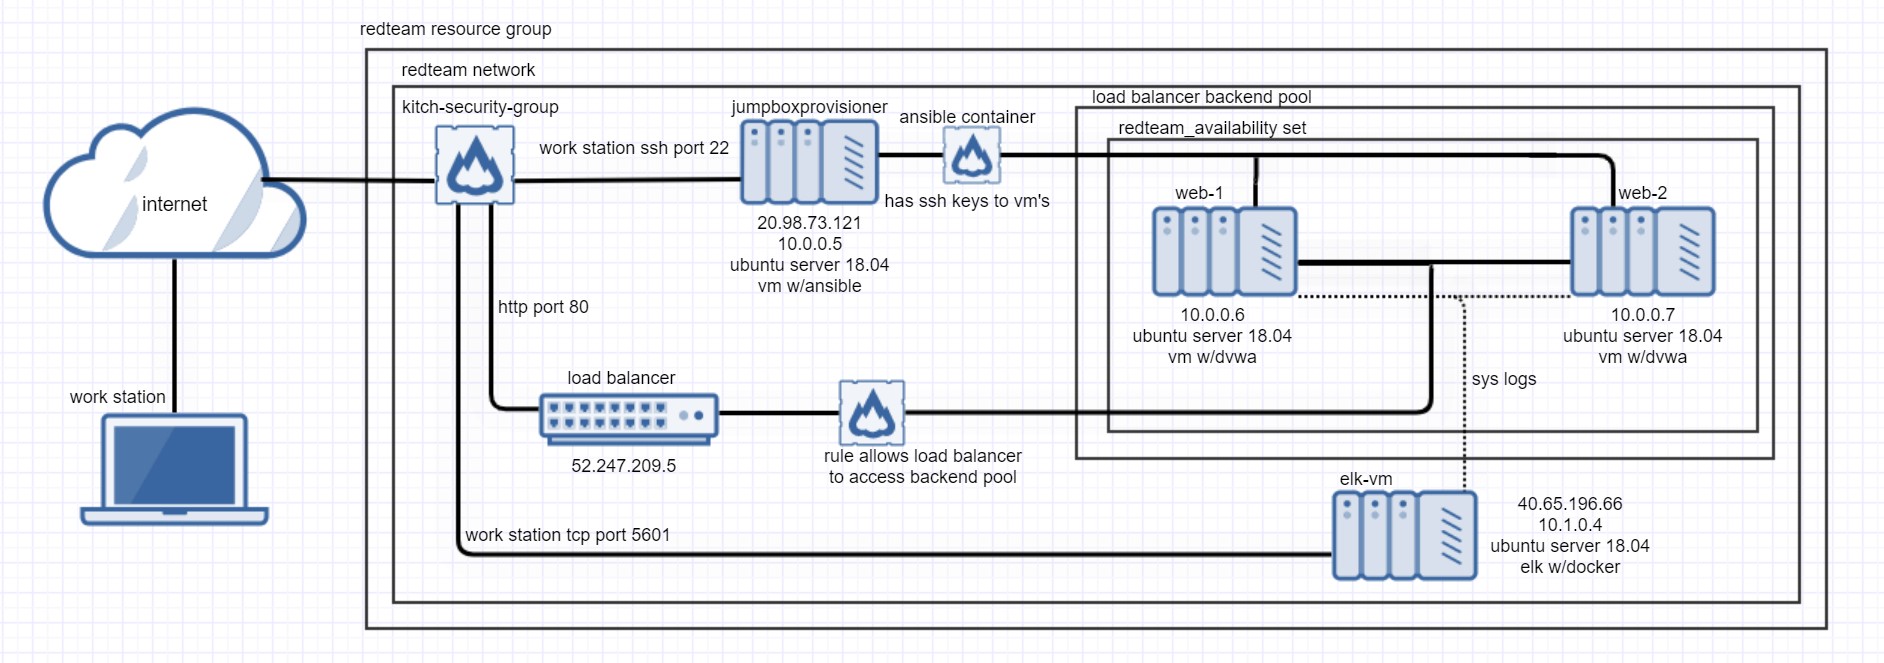 redteam resource group
redteam network
kitch-security-group
jumpboxprovisioner
ansible container
load balancer backend pool
redteam_availability set
work station ssh port 22
internet
has ssh keys to vm's
web-1
web-2
20.98.73.121
10.0.0.5
ubuntu server 18.04
vm w/ansible
http port 80
10.0.0.6
ubuntu server 18.04
vm w/dvwa
10.0.0.7
ubuntu server 18.04
vm w/dvwa
sys logs
work station
load balancer
52.247.209.5
rule allows load balancer
to access backend pool
elk-vm
40.65.196.66
10.1.0.4
ubuntu server 18.04
elk w/docker
work station tcp port 5601